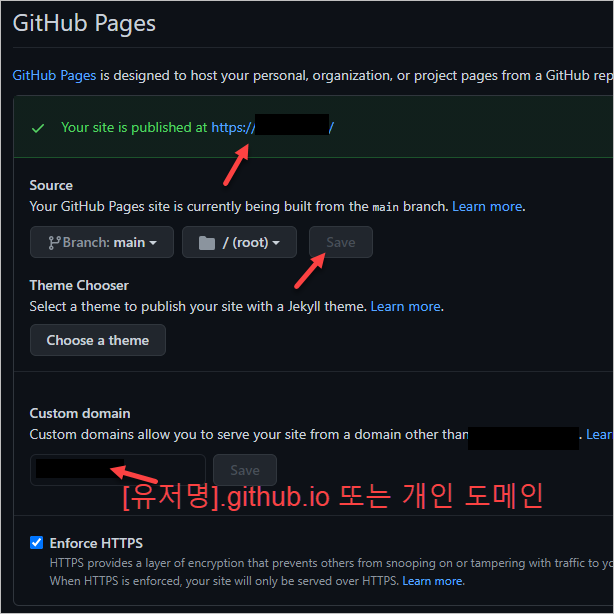 GitHub Pages
GitHub Pages is designed to host your personal, organization, or project pages from a GitHub rep
Your site is published at https:// /
Source
Your GitHub Pages site is currently being built from the main branch. Learn more.
Branch: main / (root) Save
Theme Chooser
Select a theme to publish your site with a Jekyll theme. Learn more.
Choose a theme
Custom domain
Custom domains allow you to serve your site from a domain other than . Lear
Save
[유저명].github.io 또는 개인 도메인
Enforce HTTPS
HTTPS provides a layer of encryption that prevents others from snooping on or tampering with traffic to yo
When HTTPS is enforced, your site will only be served over HTTPS. Learn more.